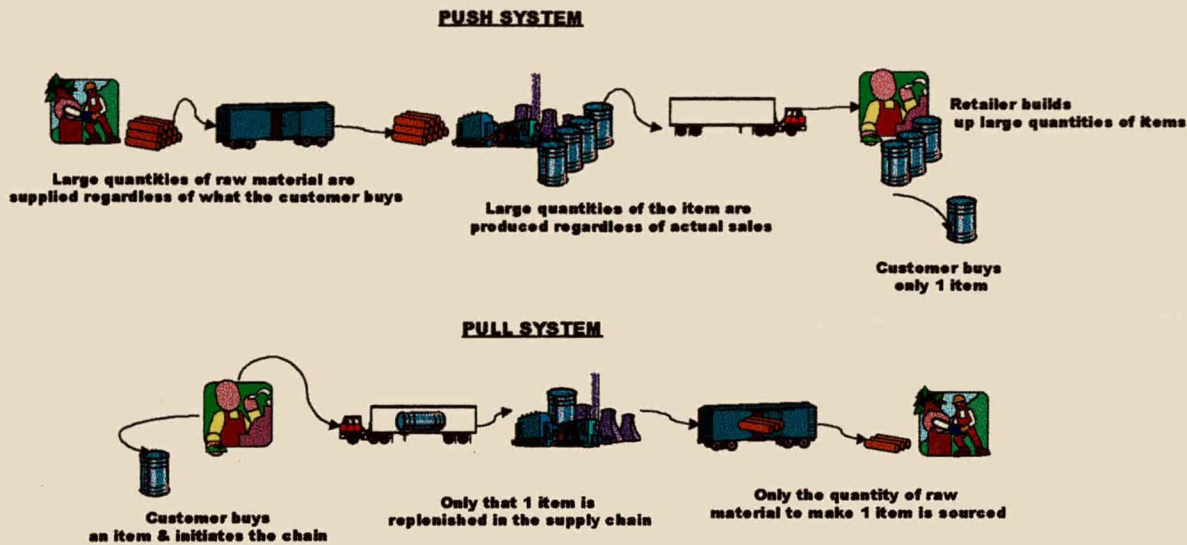 PUSH SYSTEM
Retailer builds
up large quantities of items
Large quantities of raw material are
supplied regardless of what the customer buys
Large quantities of the item are
produced regardless of actual sales
Customer buys
only 1 item
PULL SYSTEM
Customer buys
an item & initiates the chain
Only that 1 item is
replenished in the supply chain
Only the quantity of raw
material to make 1 item is sourced